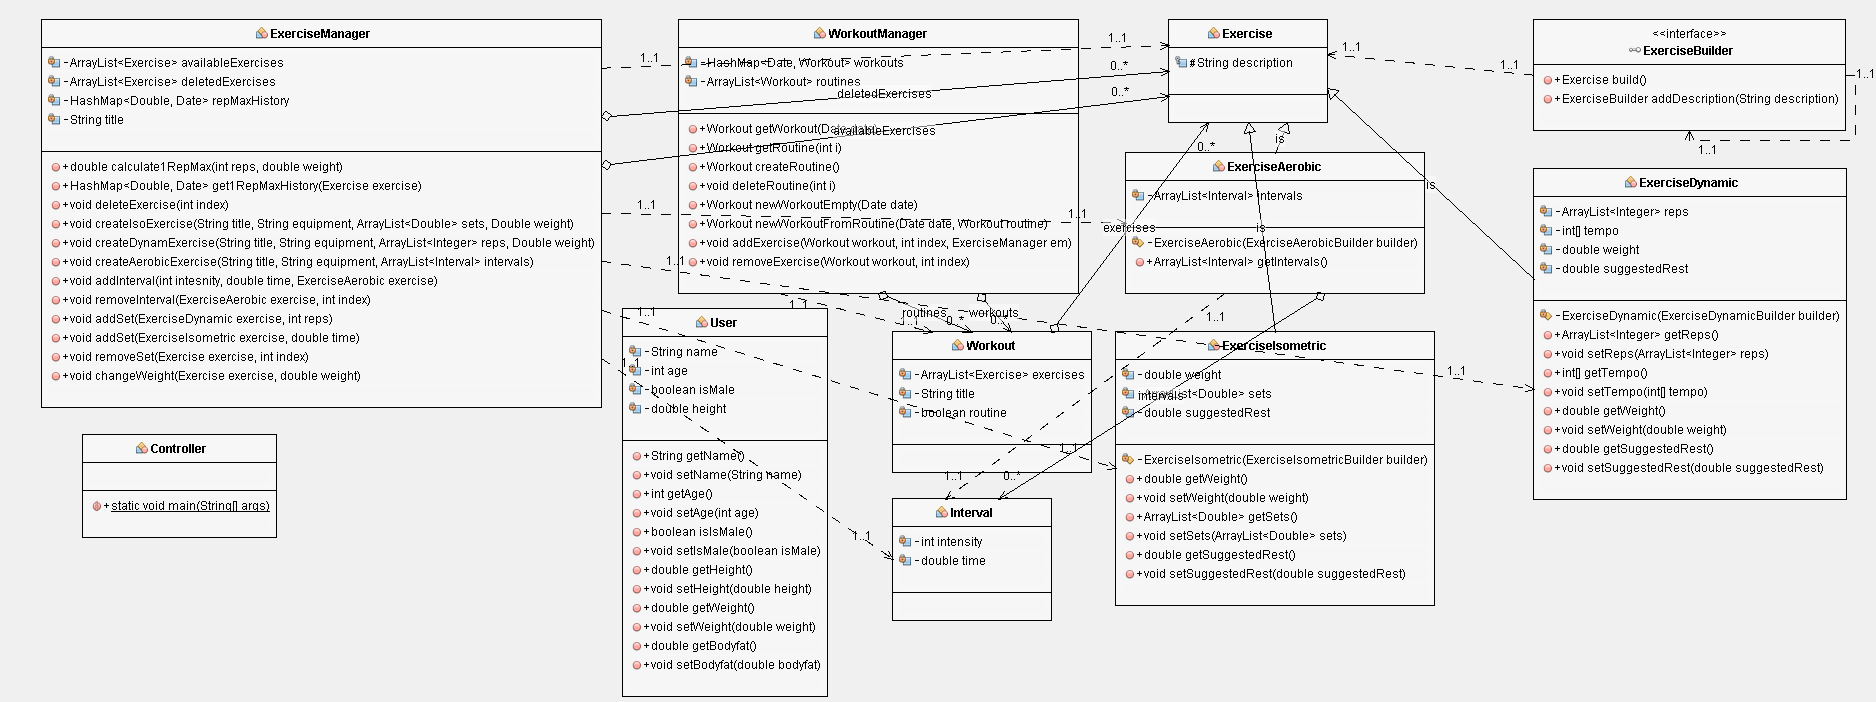 ExerciseManager
-ArrayList<Exercise> availableExercises
-ArrayList<Exercise> deletedExercises
-HashMap<Double, Date> repMaxHistory
-String title
+double calculate1RepMax(int reps, double weight)
+HashMap<Double, Date> get1RepMaxHistory(Exercise exercise)
+void deleteExercise(int index)
+void createIsoExercise(String title, String equipment, ArrayList<Double> sets, Double weight)
+void createDynamExercise(String title, String equipment, ArrayList<Integer> reps, Double weight)
+void createAerobicExercise(String title, String equipment, ArrayList<Interval> intervals)
+void addInterval(int intesnity, double time, ExerciseAerobic exercise)
+void removeInterval(ExerciseAerobic exercise, int index)
+void addSet(ExerciseDynamic exercise, int reps)
+void addSet(ExerciseIsometric exercise, double time)
+void removeSet(Exercise exercise, int index)
+void changeWeight(Exercise exercise, double weight)
Controller
+static void main(String[] args)
WorkoutManager
-HashMap<Date, Workout> workouts
-ArrayList<Workout> routines
+Workout getWorkout(Date
+Workout getRoutine(int i)
+Workout createRoutine()
+void deleteRoutine(int i)
+Workout newWorkoutEmpty(Date date)
+Workout newWorkoutFromRoutine(Date date, Workout routine)
+void addExercise(Workout workout, int index, ExerciseManager em)
+void removeExercise(Workout workout, int index)
User
-String name
-int age
-boolean isMale
-double height
+String getName()
+void setName(String name)
+int getAge()
+void setAge(int age)
+boolean isIsMale()
+void setIsMale(boolean isMale)
+double getHeight()
+void setHeight(double height)
+double getWeight()
+void setWeight(double weight)
+double getBodyfat()
+void setBodyfat(double bodyfat)
Workout
-ArrayList<Exercise> exercises
-String title
-boolean routine
Interval
-int intensity
-double time
Exercise
#String description
ExerciseAerobic
-ArrayList<Interval> intervals
-ExerciseAerobic(ExerciseAerobicBuilder builder)
+ArrayList<Interval> getIntervals()
ExerciseIsometric
-double weight
-ArrayList<Double> sets
-double suggestedRest
-ExerciseIsometric(ExerciseIsometricBuilder builder)
+double getWeight()
+void setWeight(double weight)
+ArrayList<Double> getSets()
+void setSets(ArrayList<Double> sets)
+double getSuggestedRest()
+void setSuggestedRest(double suggestedRest)
<<interface>>
ExerciseBuilder
+Exercise build()
+ExerciseBuilder addDescription(String description)
ExerciseDynamic
-ArrayList<Integer> reps
-int[] tempo
-double weight
-double suggestedRest
-ExerciseDynamic(ExerciseDynamicBuilder builder)
+ArrayList<Integer> getReps()
+void setReps(ArrayList<Integer> reps)
+int[] getTempo()
+void setTempo(int[] tempo)
+double getWeight()
+void setWeight(double weight)
+double getSuggestedRest()
+void setSuggestedRest(double suggestedRest)
1..1
1..1
0..*
deletedExercises
0..*
availableExercises
1..1
1..1
1..1
1..1
1..1
1..1
1..1
1..1
1..1
1..1
routines
0..*
workouts
0..*
1..1
0..*
exercises
is
is
is
1..1
1..1
intervals
0..*
1..1
1..1
1..1
1..1